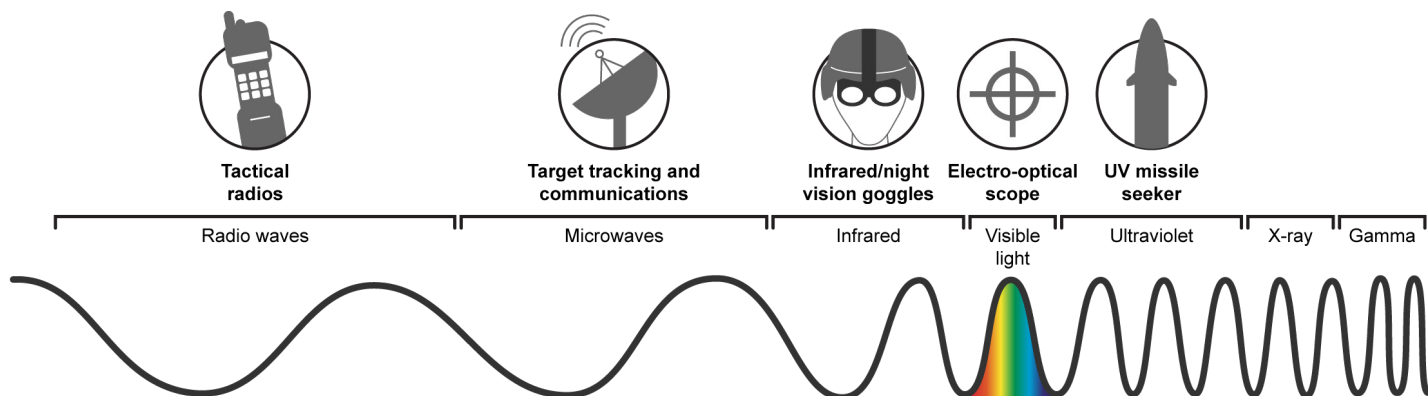 Tactical
radios
Target tracking and
communications
Infrared/night
vision goggles
Electro-optical
scope
UV missile
seeker
Radio waves
Microwaves
Infrared
Visible
light
Ultraviolet
X-ray
Gamma